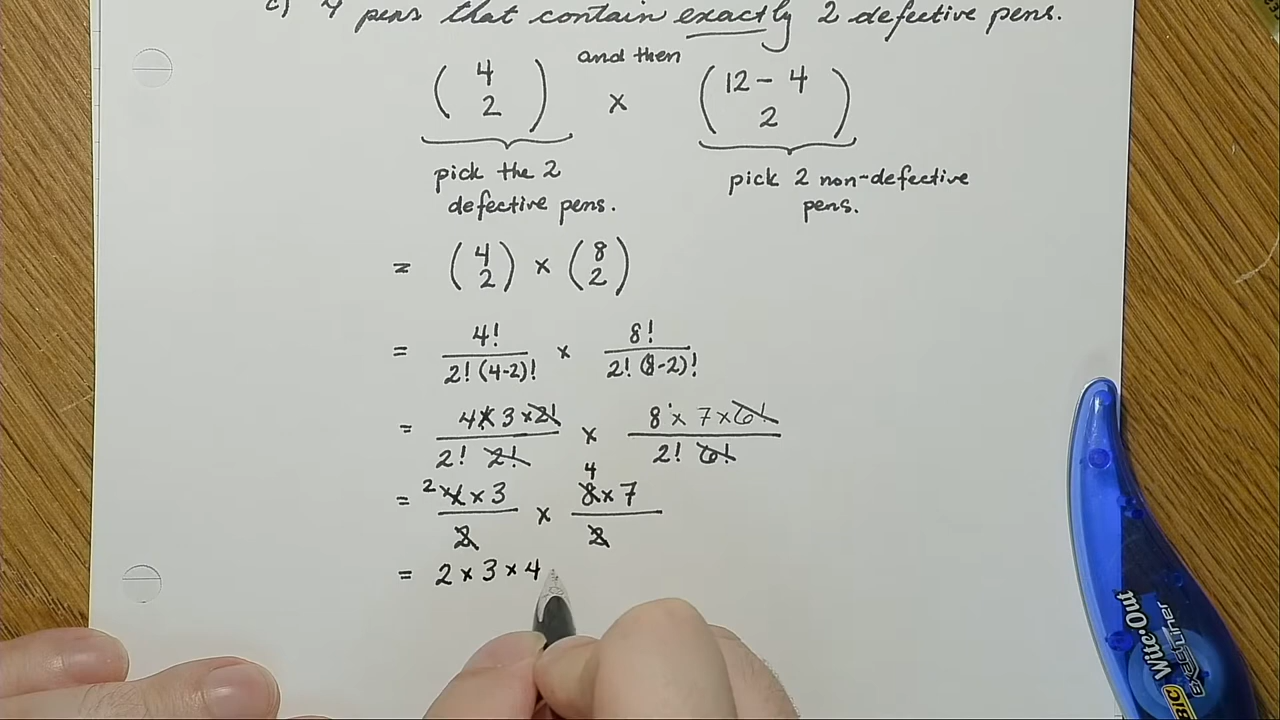 c) 4 pens that contain exactly 2 defective pens.
and then
( 4 2 ) × ( 12 - 4 2 )
pick the 2 defective pens.
pick 2 non-defective pens.
= ( 4 2 ) × ( 8 2 )
= 4! / 2! (4-2)! × 8! / 2! (8-2)!
= 4 × 3 × 2! / 2! 2! × 8 × 7 × 6! / 2! 6!
= 2 4 × 3 / 2 × 4 8 × 7 / 2
= 2 × 3 × 4
BIC Wite-Out
EXACT LINER